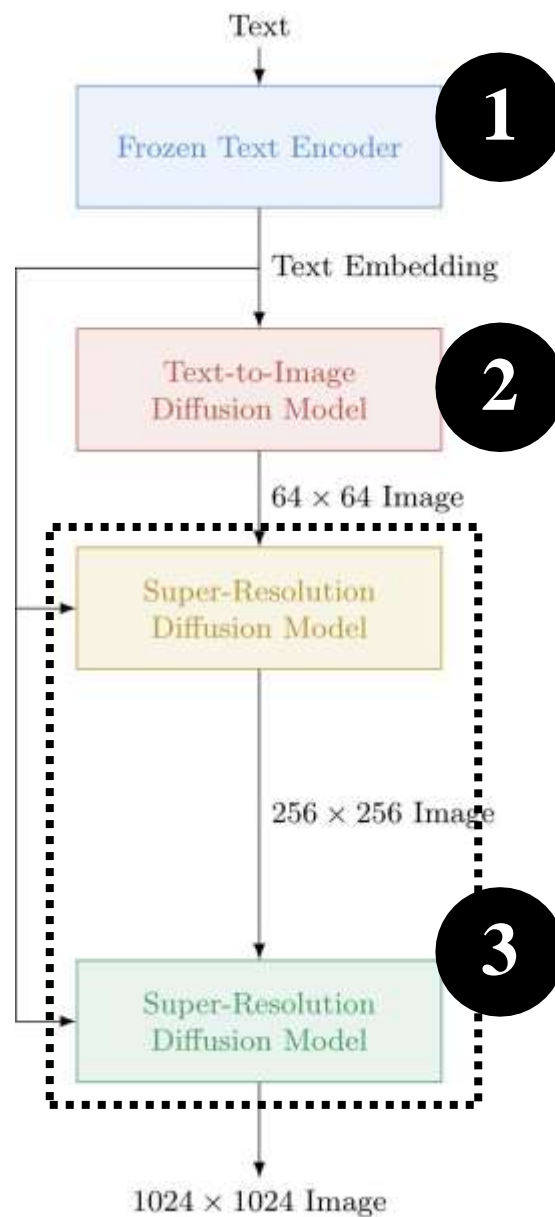 Text
Frozen Text Encoder
1
Text Embedding
Text-to-Image
Diffusion Model
2
64 × 64 Image
Super-Resolution
Diffusion Model
256 × 256 Image
3
Super-Resolution
Diffusion Model
1024 × 1024 Image